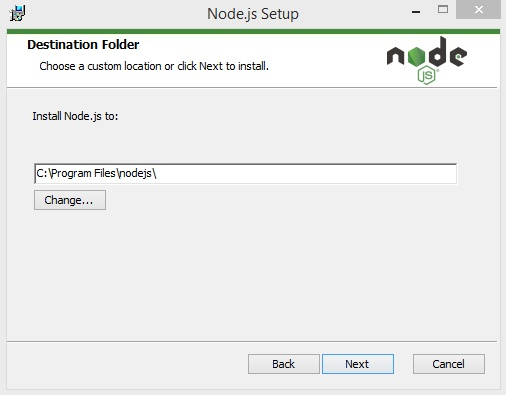 Node.js Setup
Destination Folder
Choose a custom location or click Next to install.
node
JS
Install Node.js to:
C:\Program Files\nodejs\
Change...
Back
Next
Cancel